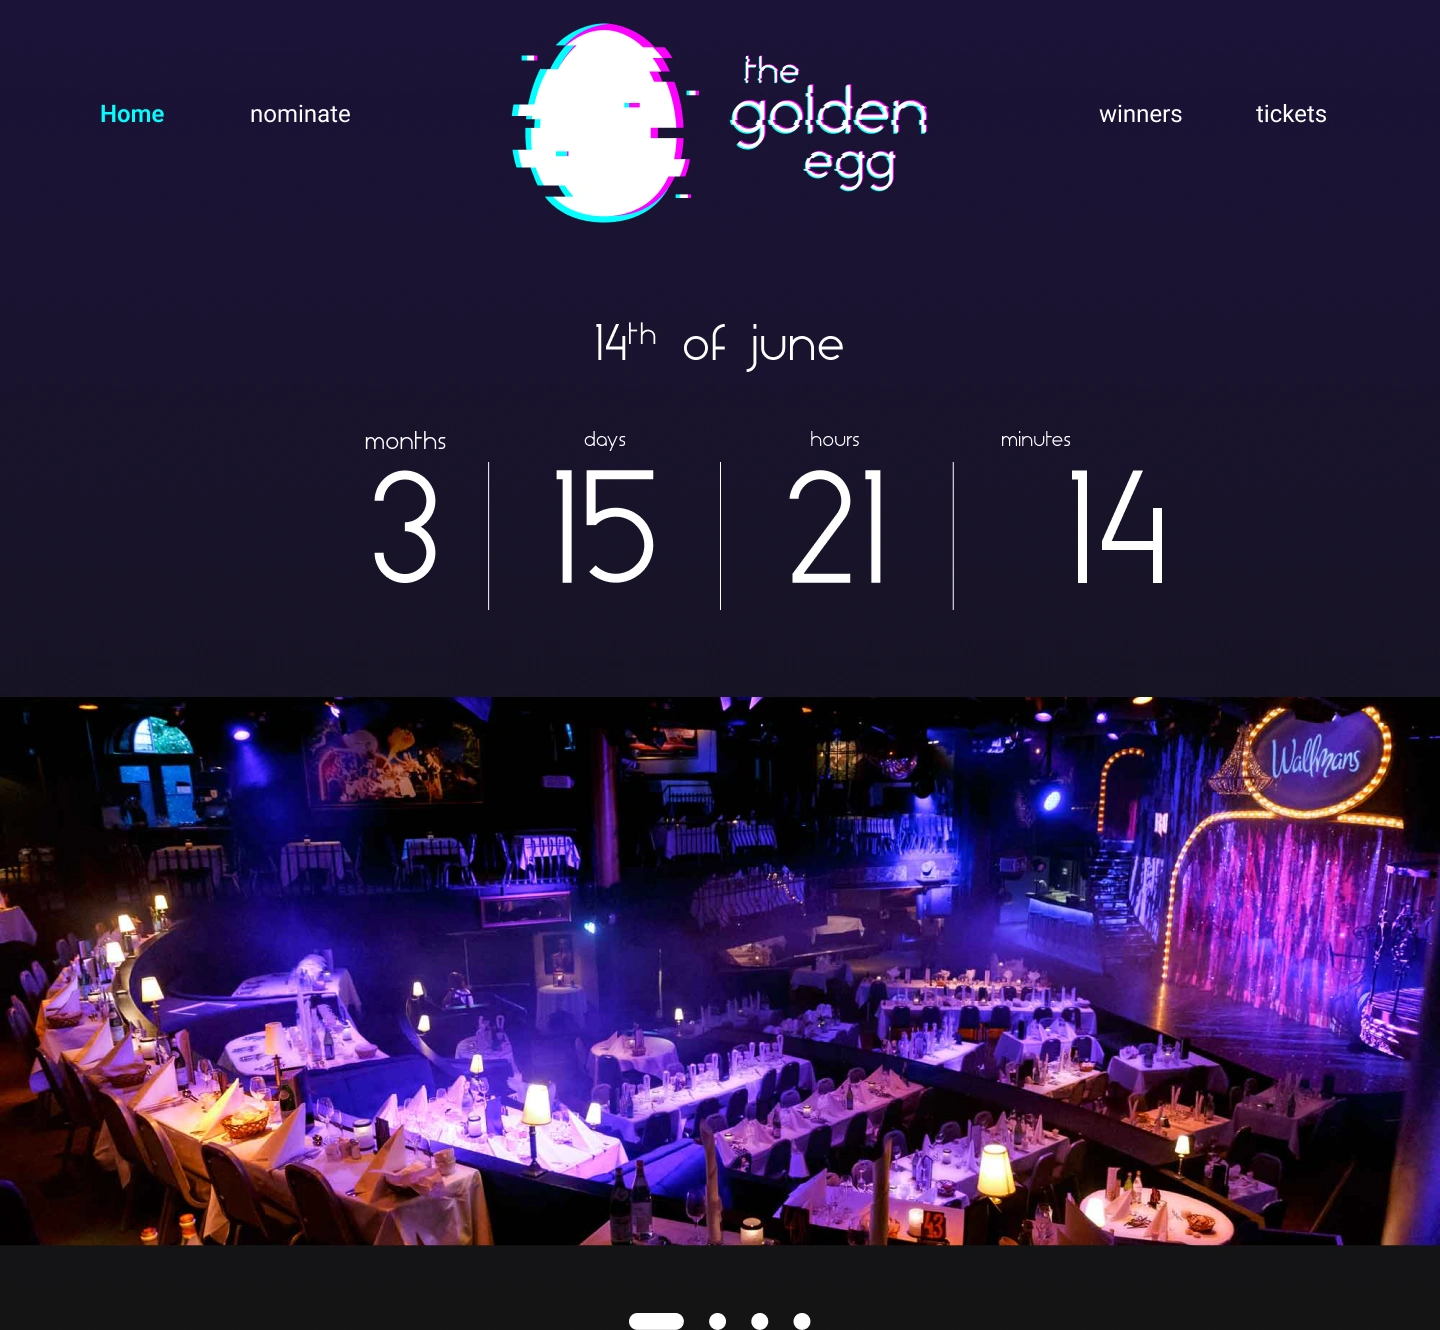 Home
nominate
the
golden
egg
winners
tickets
14th of june
months
days
hours
minutes
3
15
21
14
Wallmans
43